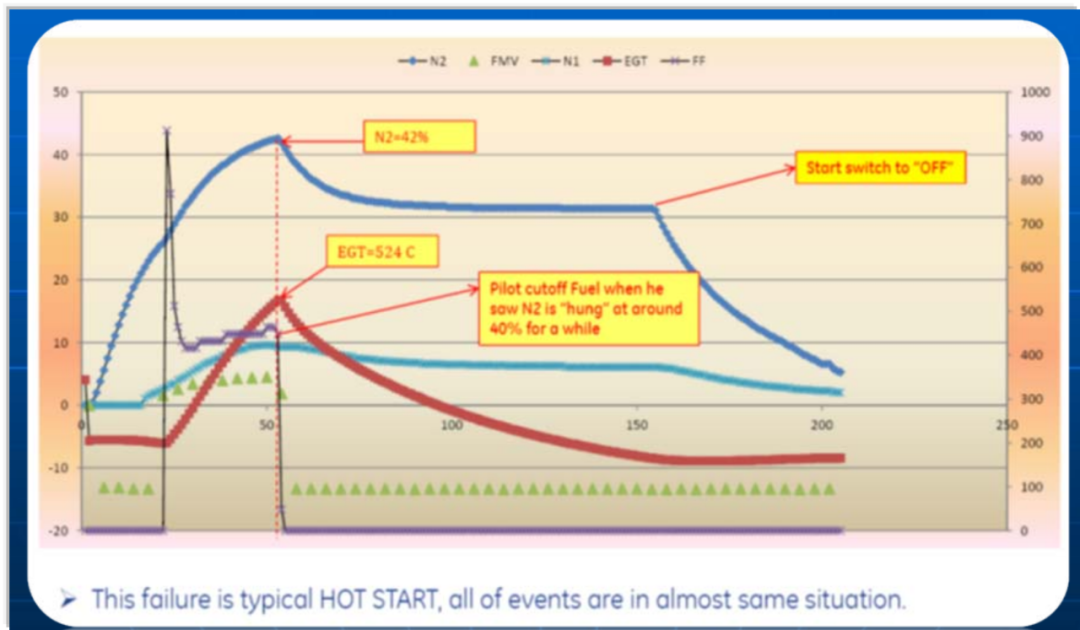 N2 FMV N1 EGT FF
50 1000
900
40 800
700
30 600
20 500
10 400
0 300
0 50 100 150 200 250
200
-10 100
-20 0
N2=42%
Start switch to "OFF"
EGT=524 C
Pilot cutoff Fuel when he
saw N2 is "hung" at around
40% for a while
➤ This failure is typical HOT START, all of events are in almost same situation.